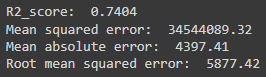 R2_score:  0.7404
Mean squared error:  34544089.32
Mean absolute error:  4397.41
Root mean squared error:  5877.42